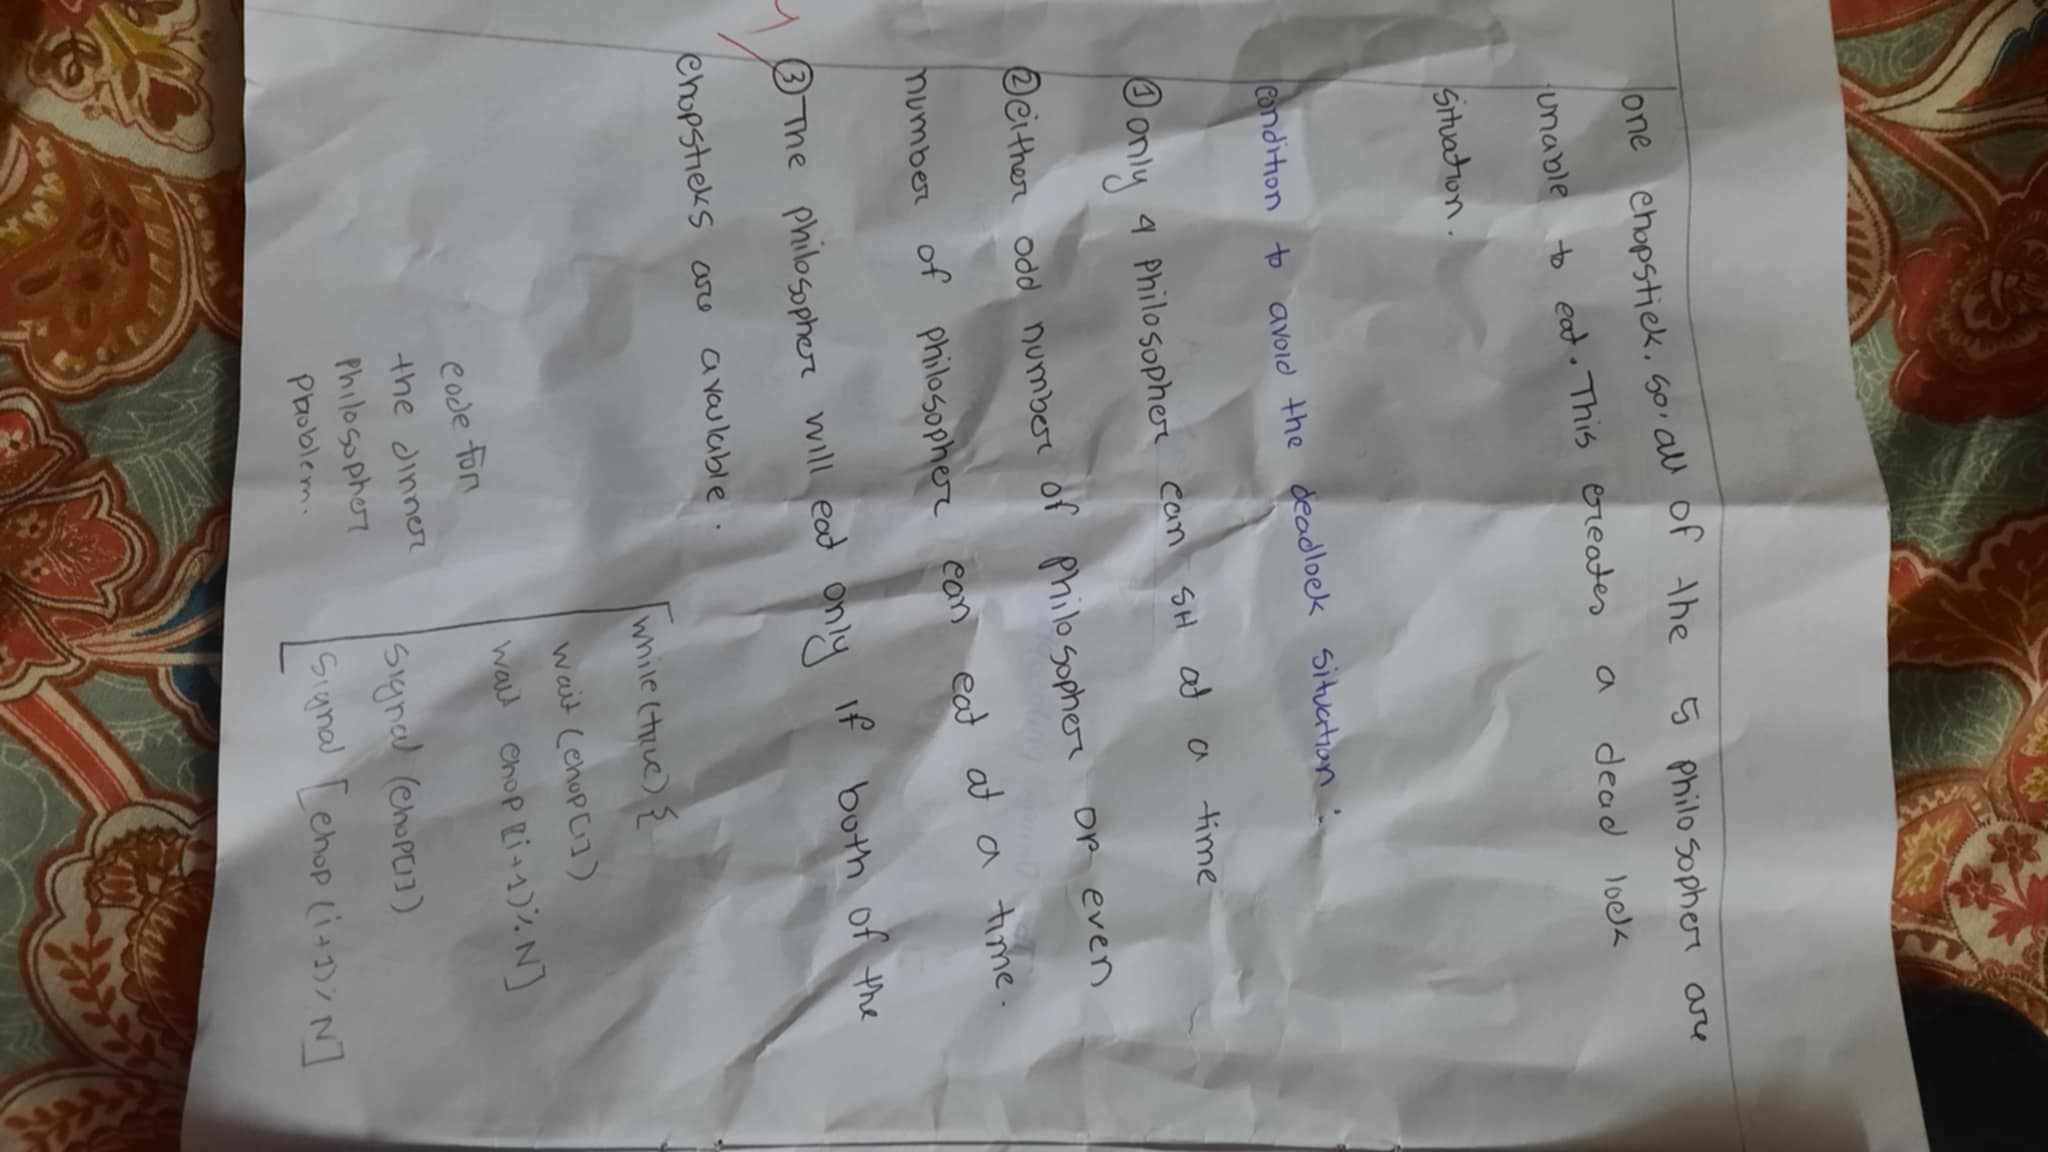 one chopstick. so, all of the 5 philosopher are
unable to eat. This creates a dead lock
situation.
condition to avoid the deadlock situation:
① only 4 philosopher can sit at a time
② either odd number of philosopher or even
number of philosopher can eat at a time.
③ The philosopher will eat only if both of the
chopsticks are available.
code for
the dinner
philosopher
problem.
while(true) {
wait (chop[i])
wait chop[(i+1)%N]
signal (chop[i])
signal [chop(i+1)%N]